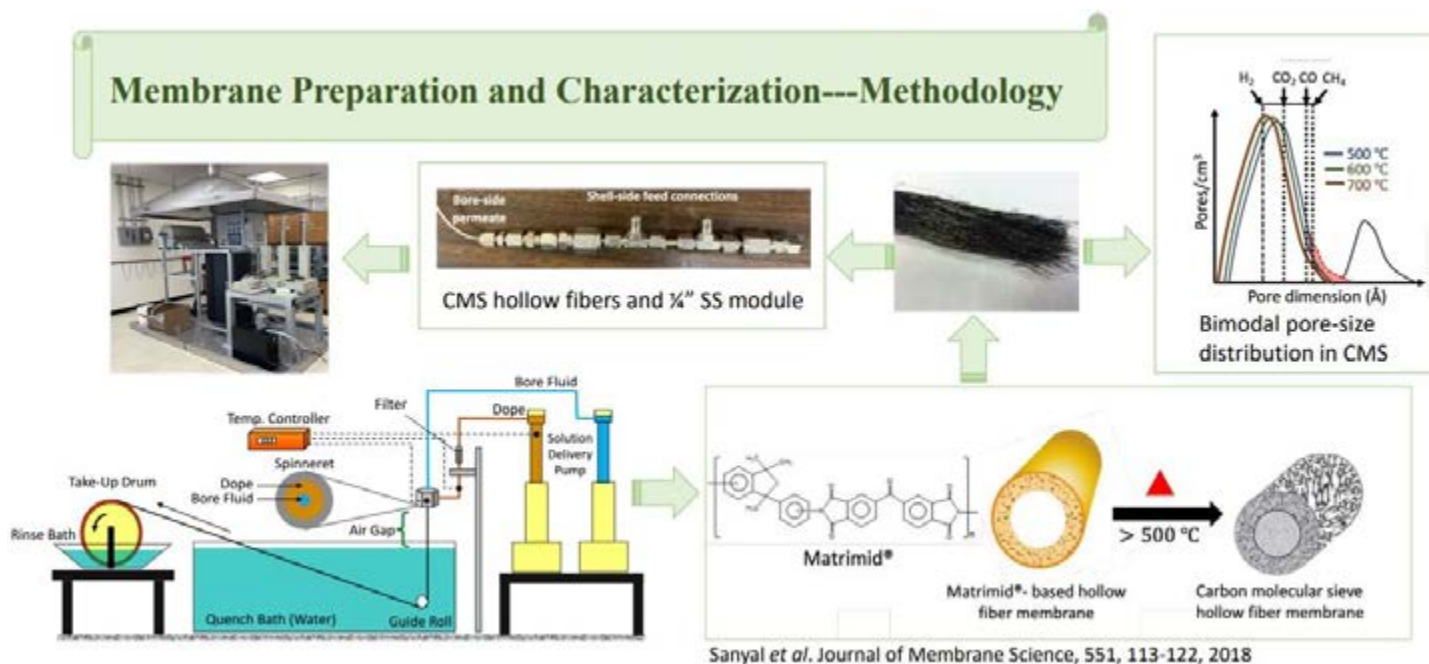 Membrane Preparation and Characterization---Methodology
H₂ CO₂ CO CH₄
500 °C
600 °C
700 °C
Pores/cm³
Pore dimension (Å)
Bimodal pore-size
distribution in CMS
Bore-side
permeate
Shell-side feed connections
CMS hollow fibers and ¼” SS module
Bore Fluid
Filter
Dope
Temp. Controller
Solution
Delivery
Pump
Spinneret
Dope
Bore Fluid
Take-Up Drum
Air Gap
Rinse Bath
Quench Bath (Water)
Guide Roll
Matrimid®
> 500 °C
Matrimid®- based hollow
fiber membrane
Carbon molecular sieve
hollow fiber membrane
Sanyal et al. Journal of Membrane Science, 551, 113-122, 2018